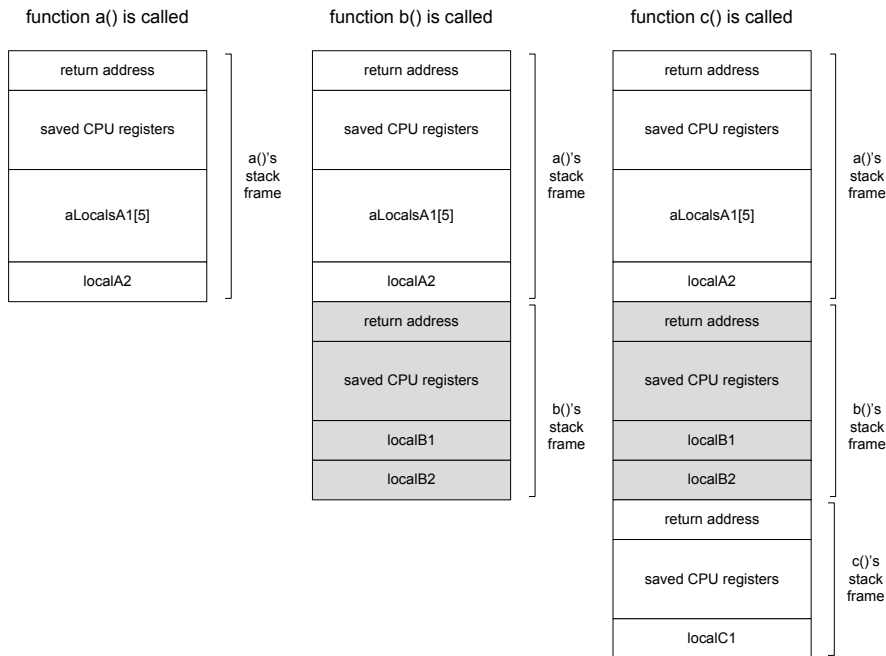 function a() is called
return address
saved CPU registers
aLocalsA1[5]
localA2
a()'s
stack
frame
function b() is called
return address
saved CPU registers
aLocalsA1[5]
localA2
return address
saved CPU registers
localB1
localB2
a()'s
stack
frame
b()'s
stack
frame
function c() is called
return address
saved CPU registers
aLocalsA1[5]
localA2
return address
saved CPU registers
localB1
localB2
return address
saved CPU registers
localC1
a()'s
stack
frame
b()'s
stack
frame
c()'s
stack
frame